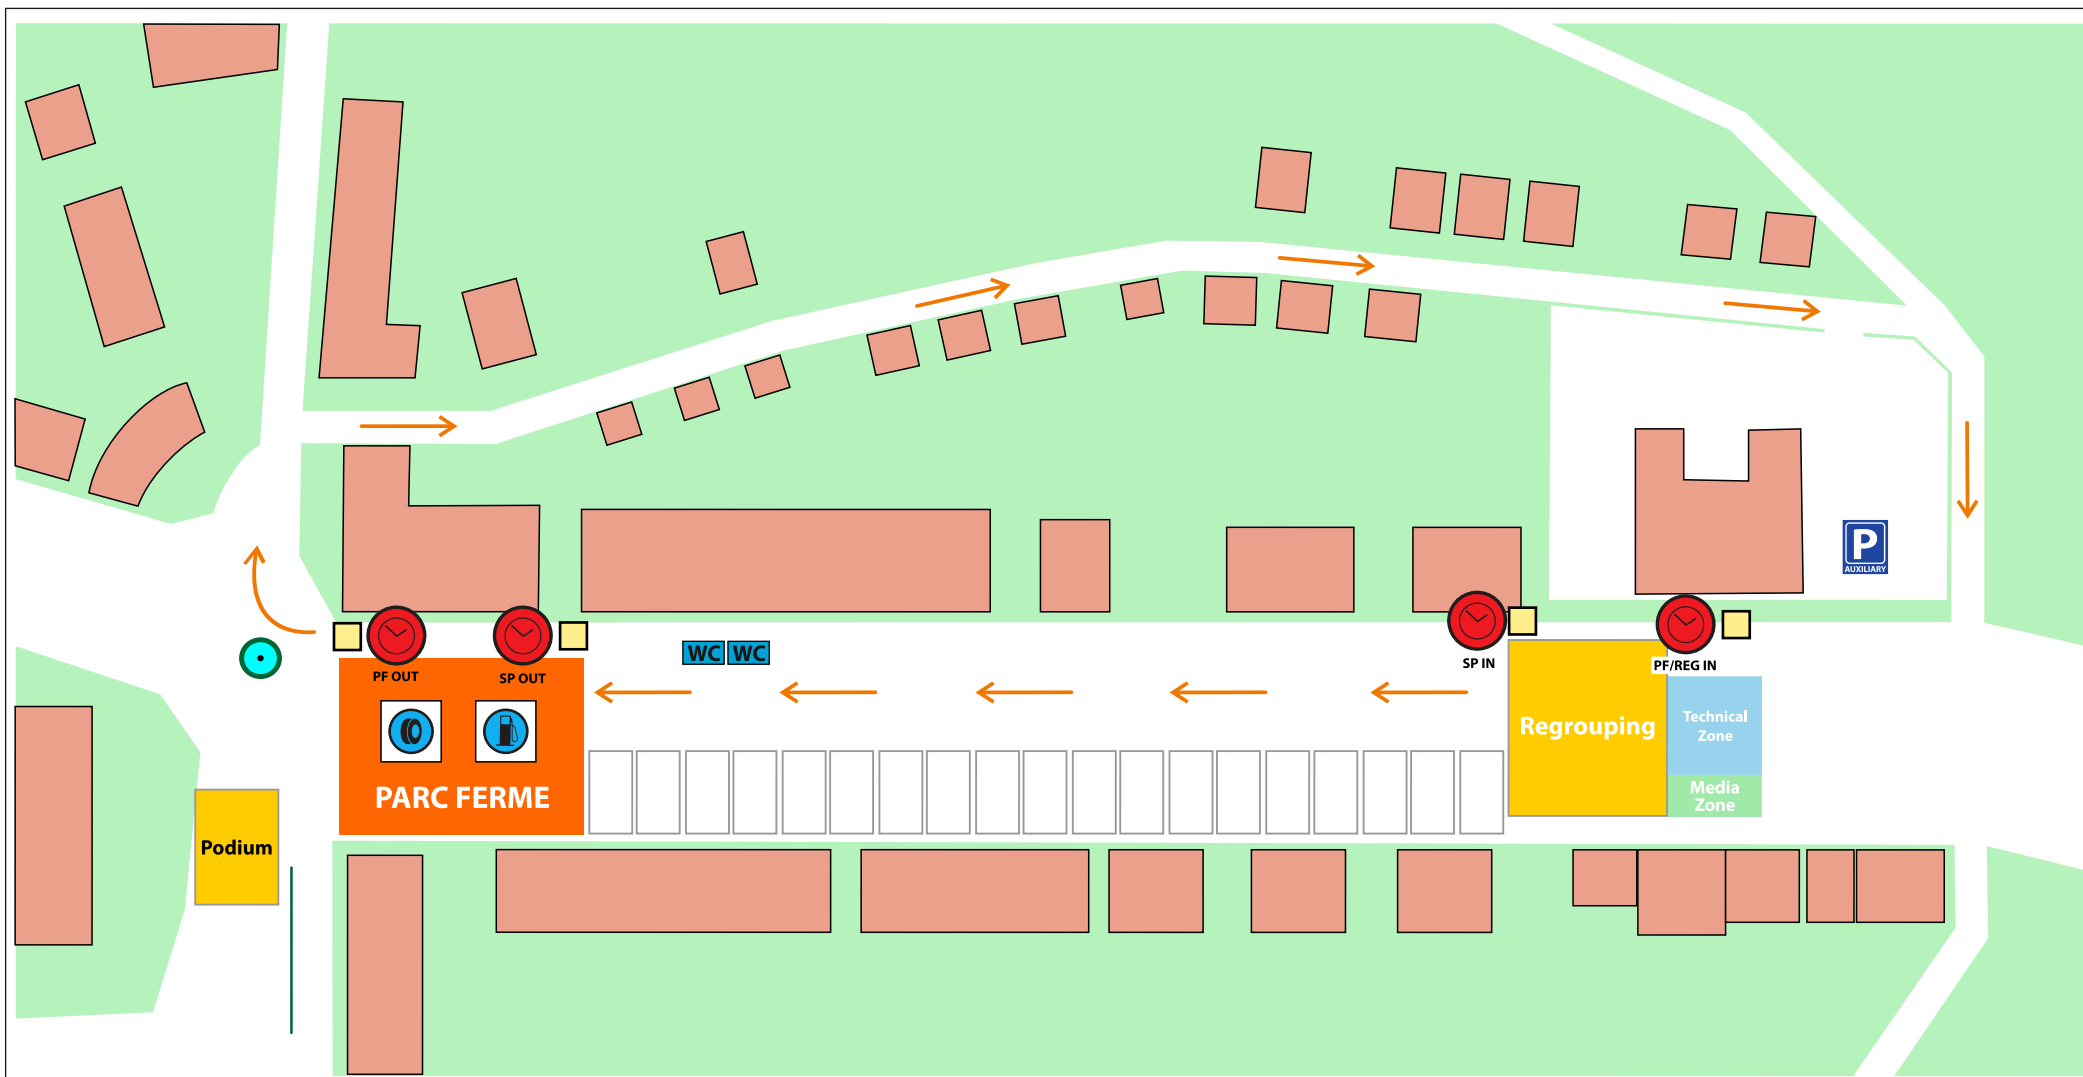 P
AUXILIARY
WC WC
SP IN
PF/REG IN
PF OUT
SP OUT
Regrouping
Technical
Zone
Media
Zone
PARC FERME
Podium